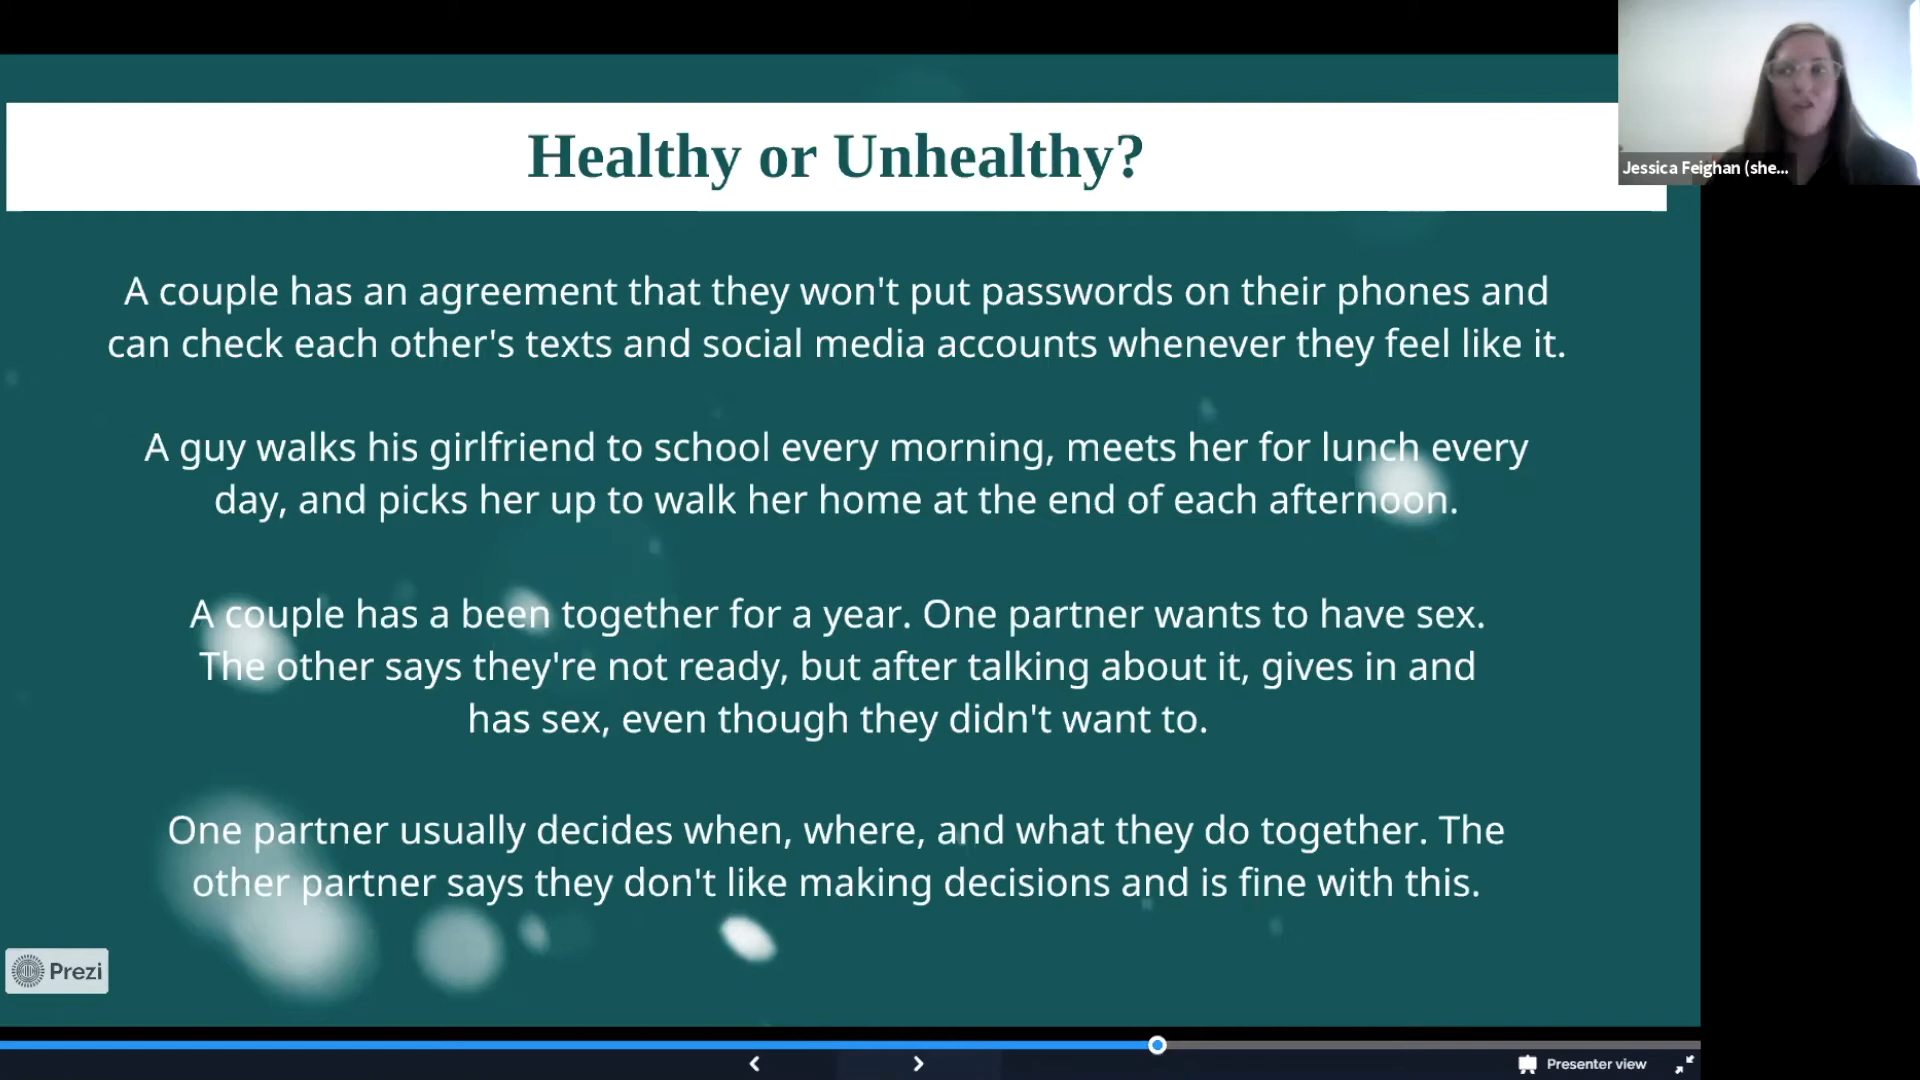 Healthy or Unhealthy?
Jessica Feighan (she...
A couple has an agreement that they won't put passwords on their phones and
can check each other's texts and social media accounts whenever they feel like it.
A guy walks his girlfriend to school every morning, meets her for lunch every
day, and picks her up to walk her home at the end of each afternoon.
A couple has a been together for a year. One partner wants to have sex.
The other says they're not ready, but after talking about it, gives in and
has sex, even though they didn't want to.
One partner usually decides when, where, and what they do together. The
other partner says they don't like making decisions and is fine with this.
Prezi
Presenter view